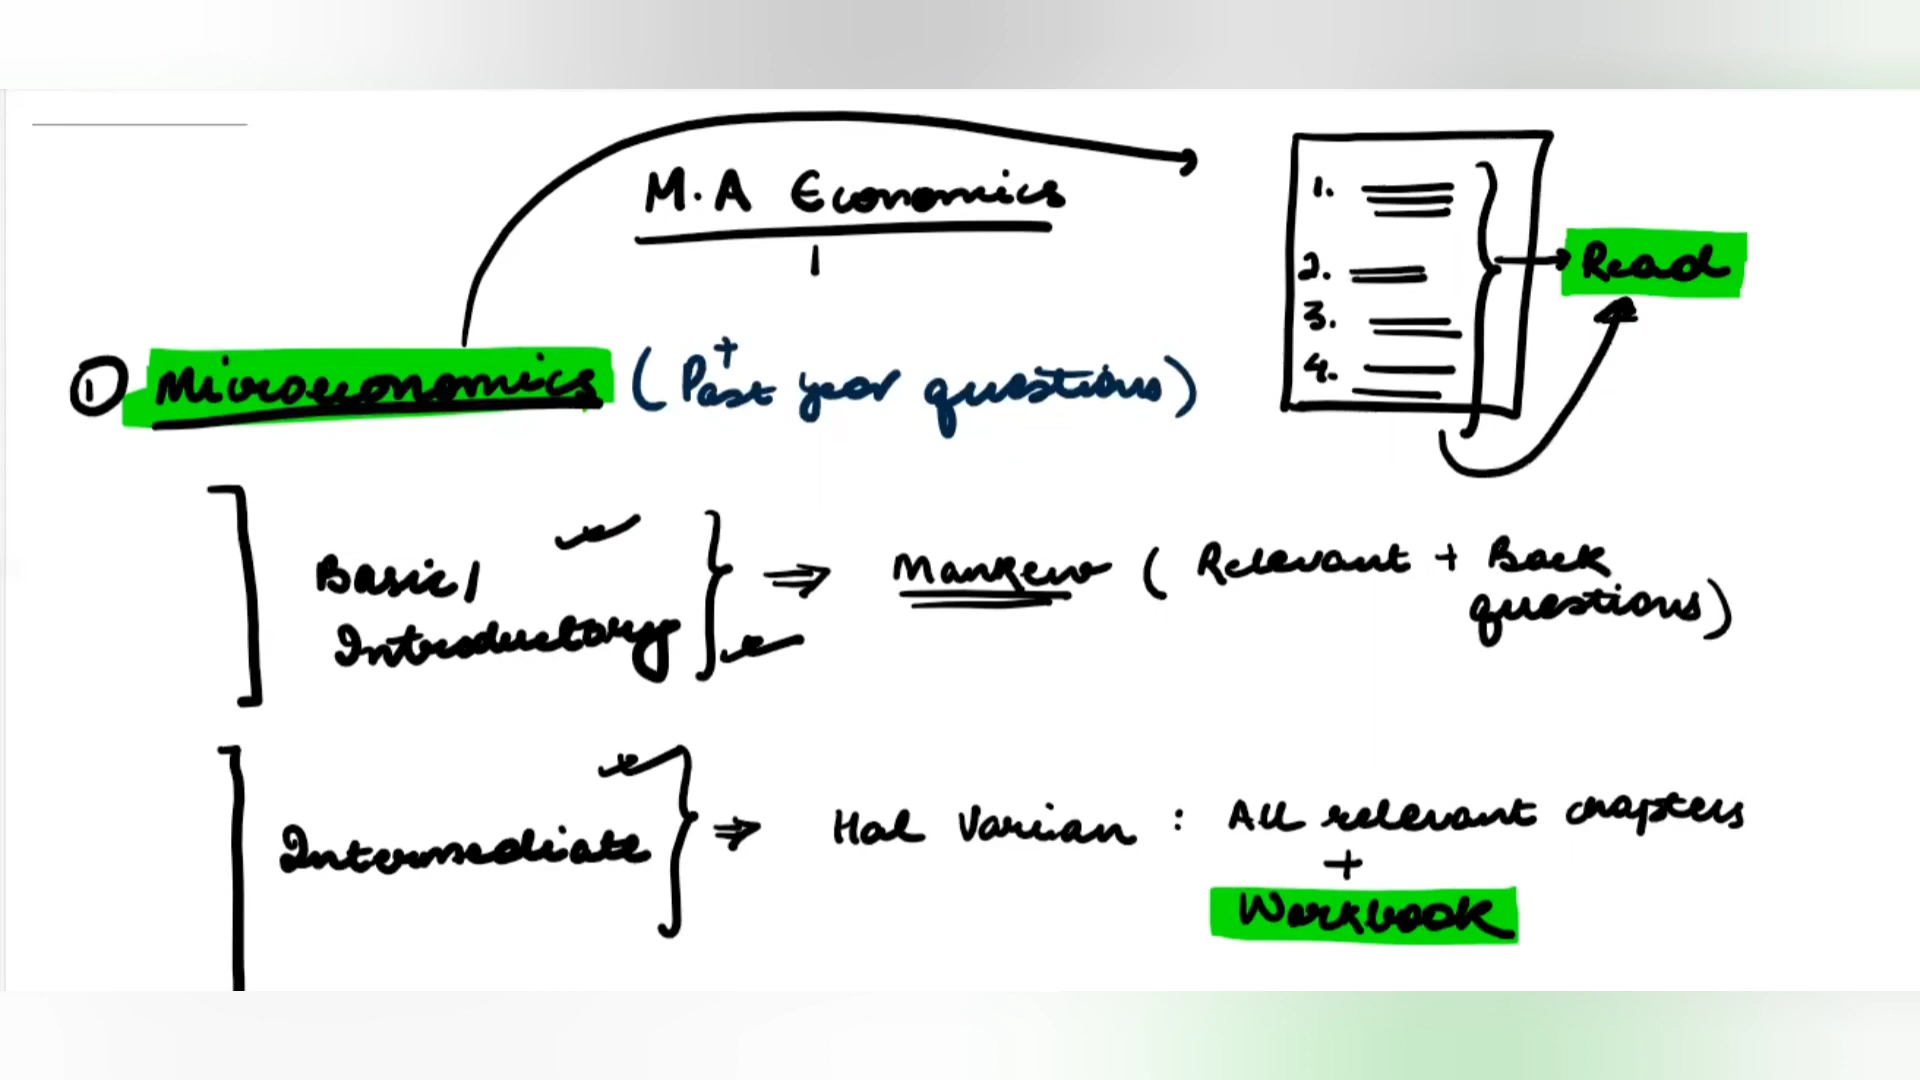 M.A Economics
1.
2.
3.
4.
Read
① Microeconomics (Past year questions)
+
Basic/
Introductory
⇒ Mankew ( Relevant + Back
questions)
Intermediate ⇒ Hal Varian : All relevant chapters
+
Workbook